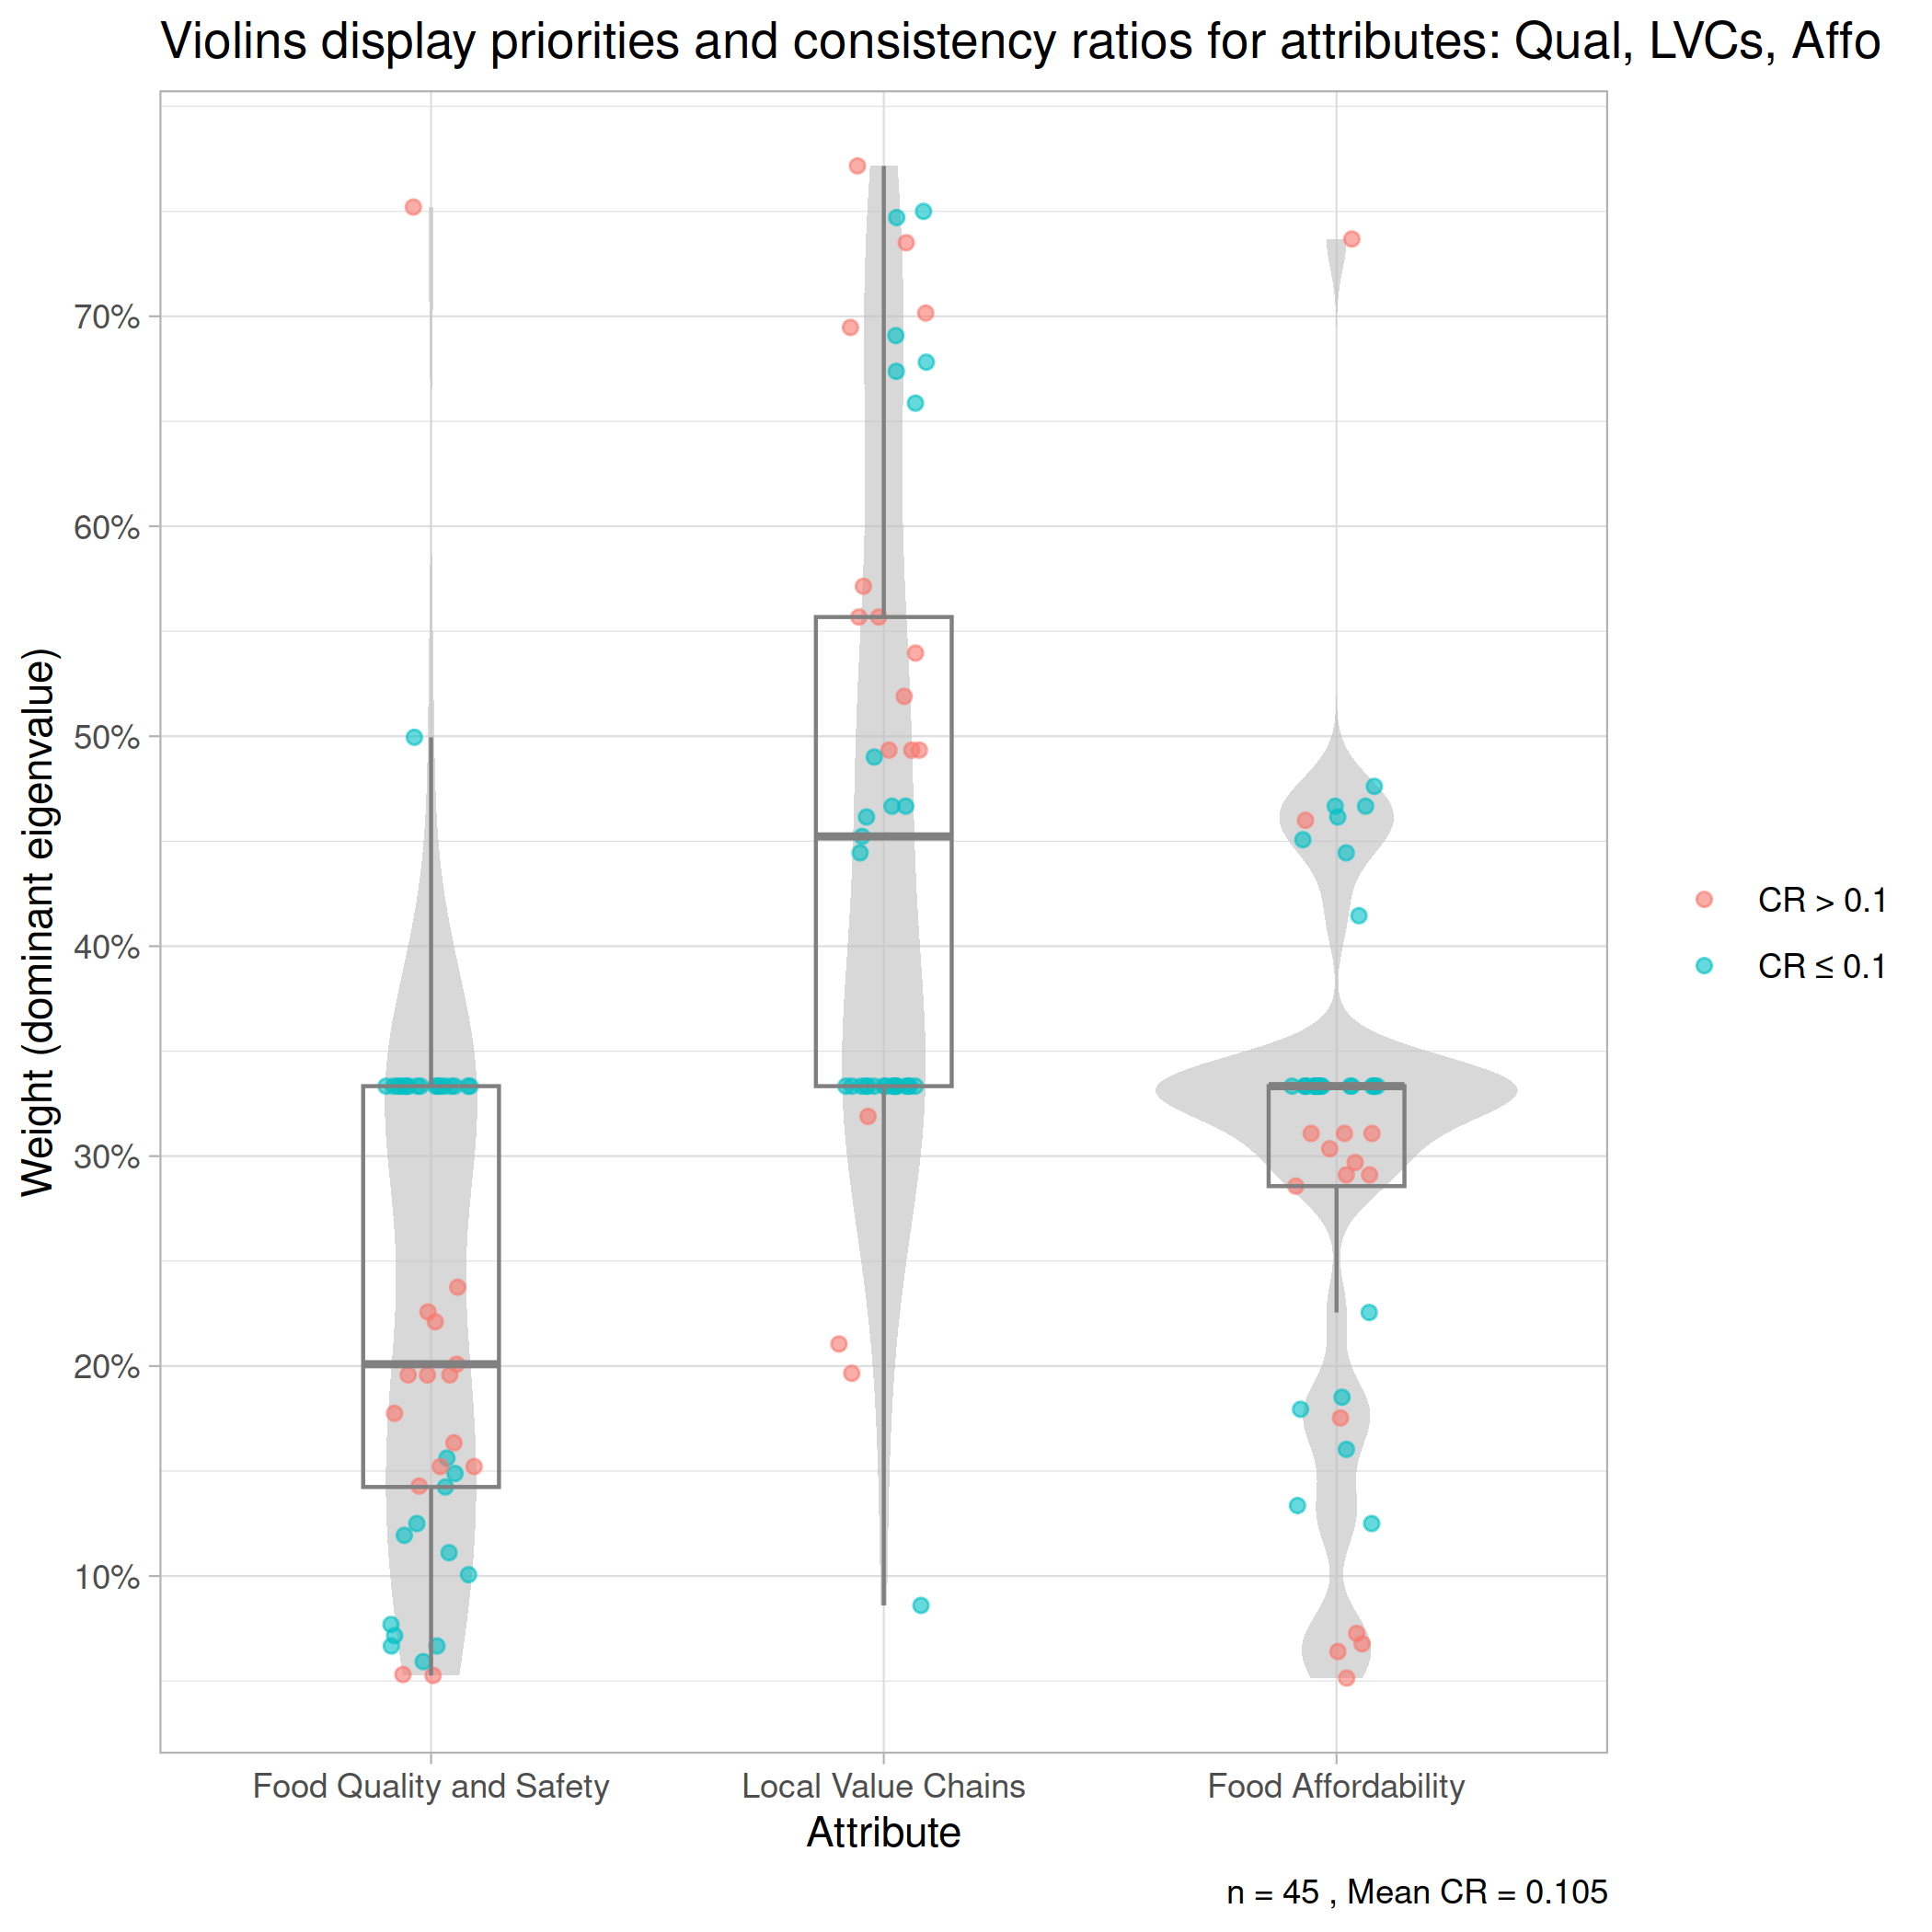 Violins display priorities and consistency ratios for attributes: Qual, LVCs, Affo
Weight (dominant eigenvalue)
70%
60%
50%
40%
30%
20%
10%
CR > 0.1
CR ≤ 0.1
Food Quality and Safety
Local Value Chains
Food Affordability
Attribute
n = 45 , Mean CR = 0.105